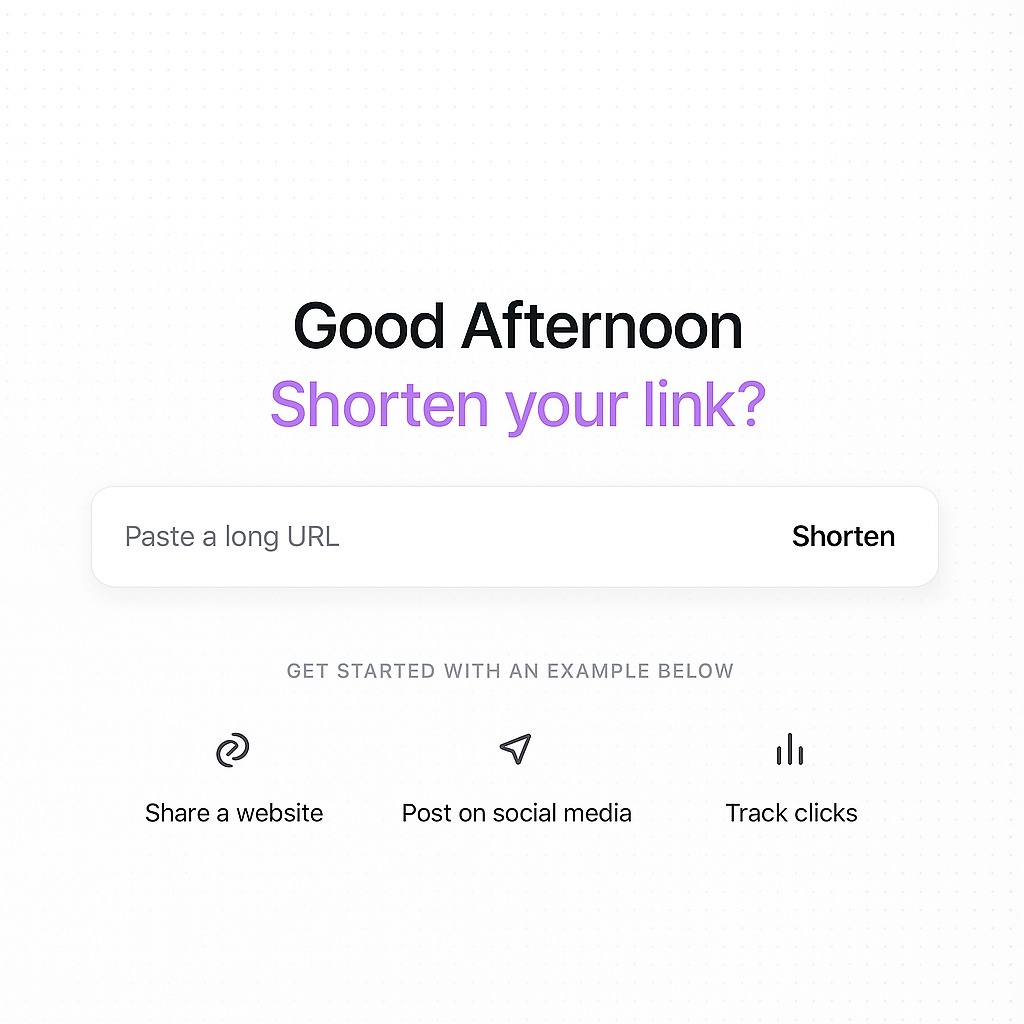 Good Afternoon
Shorten your link?
Paste a long URL
Shorten
GET STARTED WITH AN EXAMPLE BELOW
Share a website
Post on social media
Track clicks